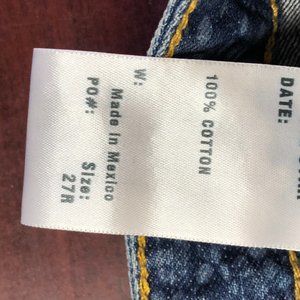 DATE:
100% COTTON
W:
Made in Mexico
PO#:
Size:
27R